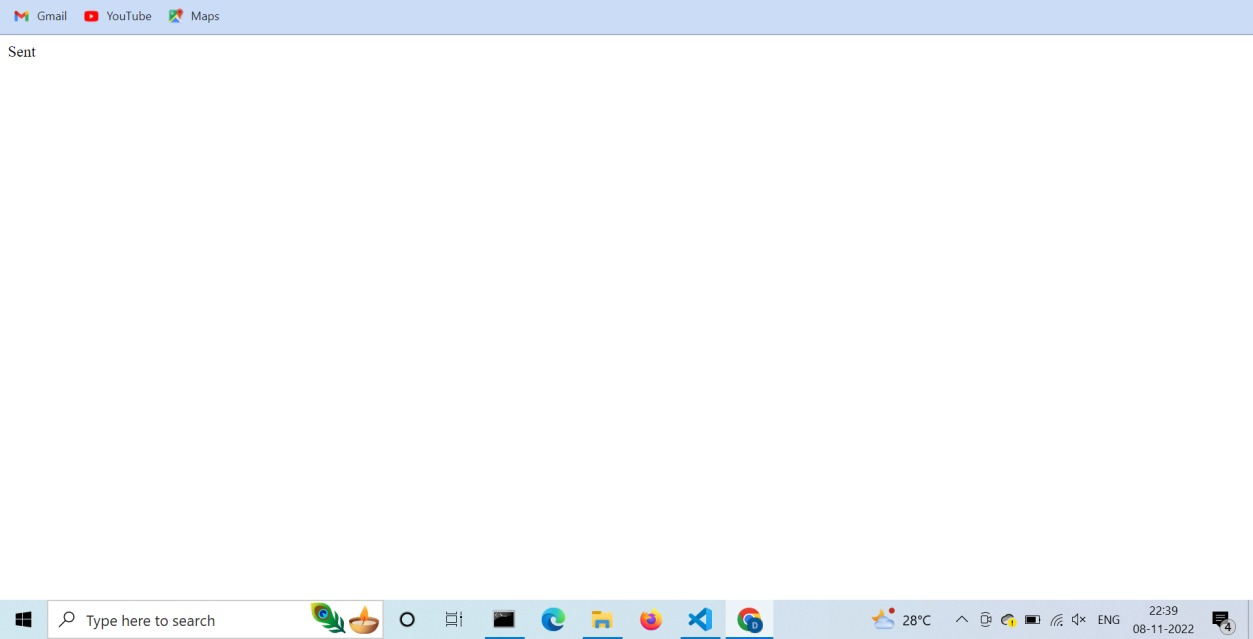 Gmail YouTube Maps
Sent
Type here to search
28°C
ENG
22:39
08-11-2022
4